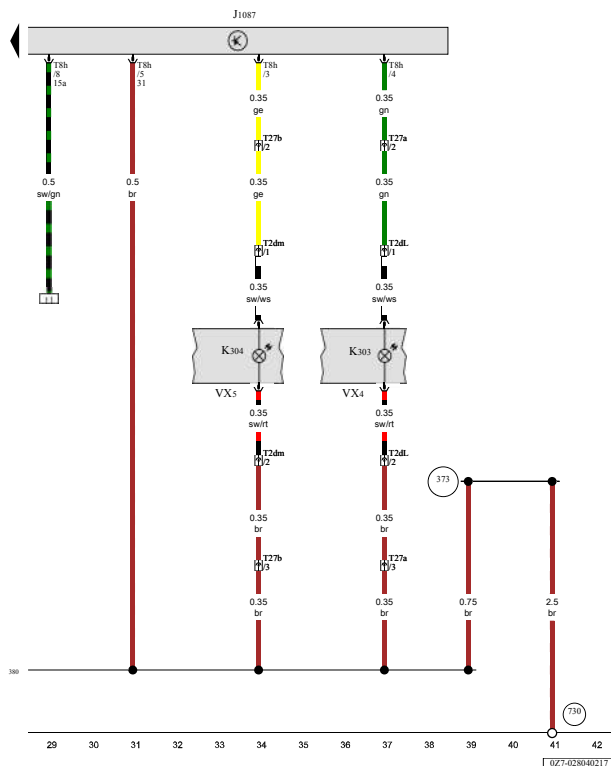 J1087
K
T8h
/8
15a
T8h
/5
31
T8h
/3
T8h
/4
0.35
ge
0.35
gn
T27b
/2
T27a
/2
0.5
sw/gn
0.5
br
0.35
ge
0.35
gn
T2dm
/1
T2dL
/1
0.35
sw/ws
0.35
sw/ws
K304
K303
VX5
VX4
0.35
sw/rt
0.35
sw/rt
T2dm
/2
T2dL
/2
373
0.35
br
0.35
br
T27b
/3
T27a
/3
0.35
br
0.35
br
0.75
br
2.5
br
380
730
29 30 31 32 33 34 35 36 37 38 39 40 41 42
0Z7-028040217